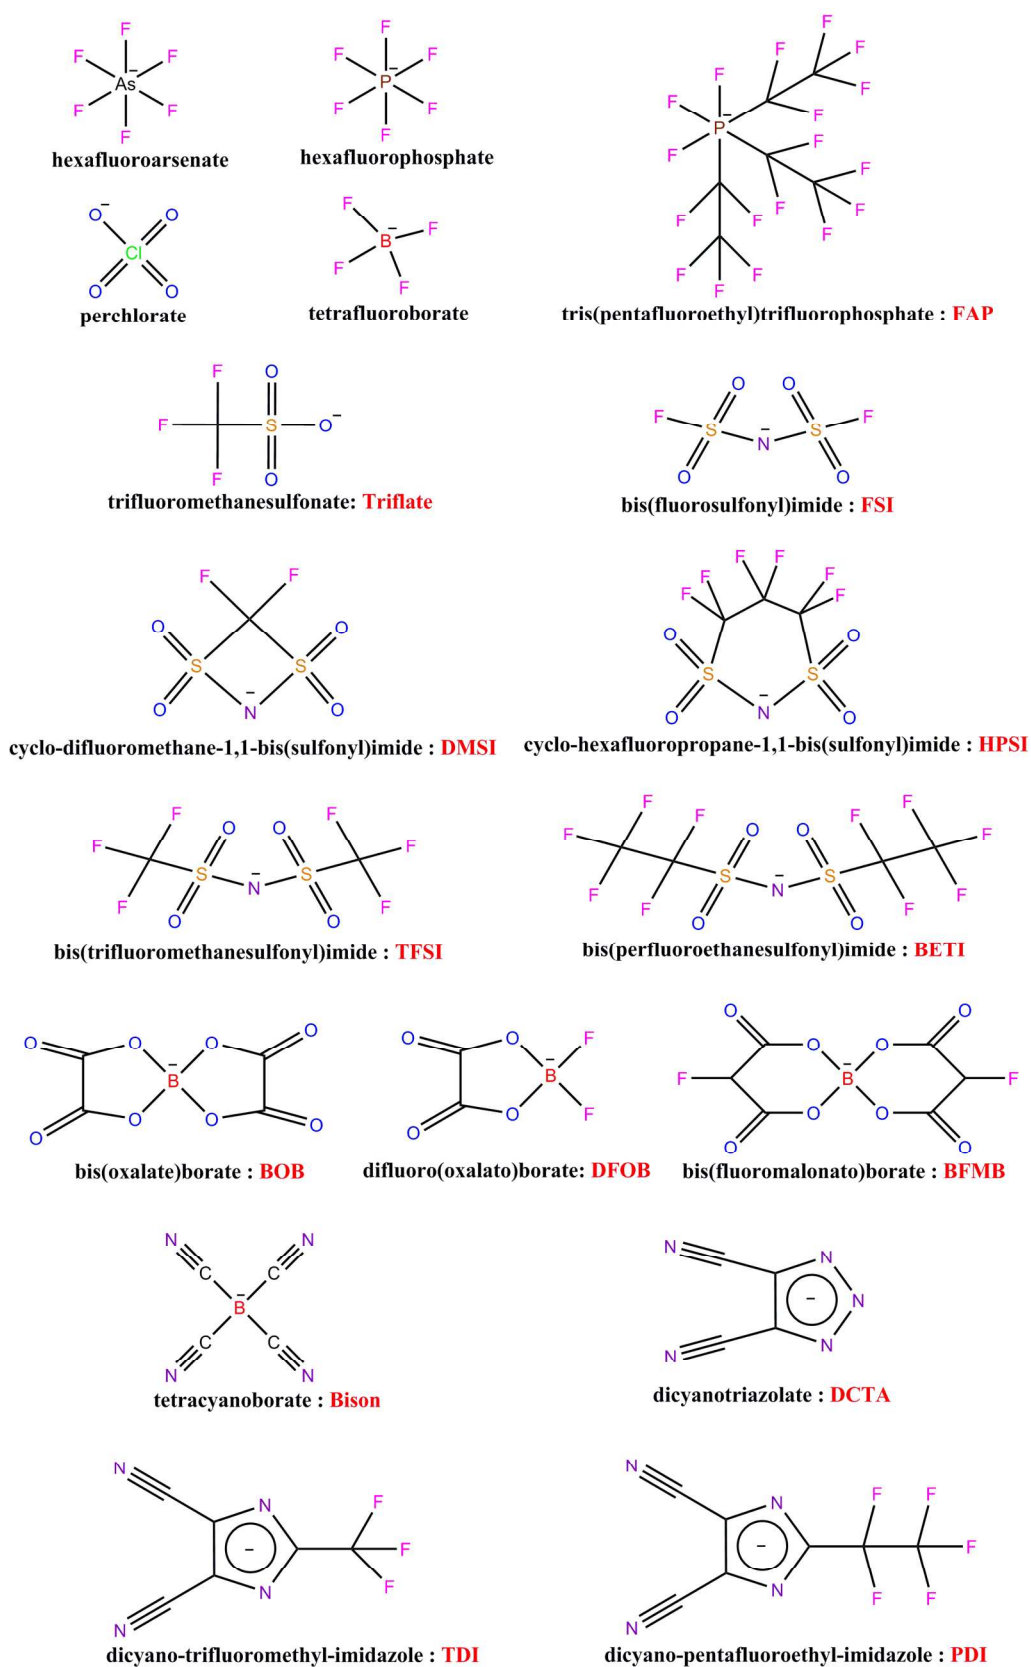 F
F
F
As
−
F
F
F
hexafluoroarsenate
F
F
F
P
−
F
F
F
hexafluorophosphate
F
F
F
F
F
F
P
−
F
F
F
F
F
F
F
F
F
F
F
F
tris(pentafluoroethyl)trifluorophosphate : FAP
O
−
O
Cl
O
O
perchlorate
F
F
B
−
F
F
tetrafluoroborate
F
O
F
S
O
−
F
O
trifluoromethanesulfonate: Triflate
O
O
F
S
N
−
S
F
O
O
bis(fluorosulfonyl)imide : FSI
F
F
O
O
S
S
O
O
N
−
cyclo-difluoromethane-1,1-bis(sulfonyl)imide : DMSI
F
F
F
F
F
F
O
O
S
S
O
O
N
−
cyclo-hexafluoropropane-1,1-bis(sulfonyl)imide : HPSI
F
F
O
O
F
F
S
S
N
−
F
F
O
O
bis(trifluoromethanesulfonyl)imide : TFSI
F
F
F
F
O
O
F
F
S
S
N
−
F
F
F
F
O
O
bis(perfluoroethanesulfonyl)imide : BETI
O
O
O
O
B
−
O
O
O
O
bis(oxalate)borate : BOB
O
O
F
B
−
O
O
F
difluoro(oxalato)borate: DFOB
O
O
O
O
F
B
−
F
O
O
O
O
bis(fluoromalonato)borate : BFMB
N
N
C
C
B
−
C
C
N
N
tetracyanoborate : Bison
N
N
−
N
N
N
dicyanotriazolate : DCTA
N
N
F
−
F
N
F
N
dicyano-trifluoromethyl-imidazole : TDI
N
N
F
F
−
F
N
F
F
N
dicyano-pentafluoroethyl-imidazole : PDI